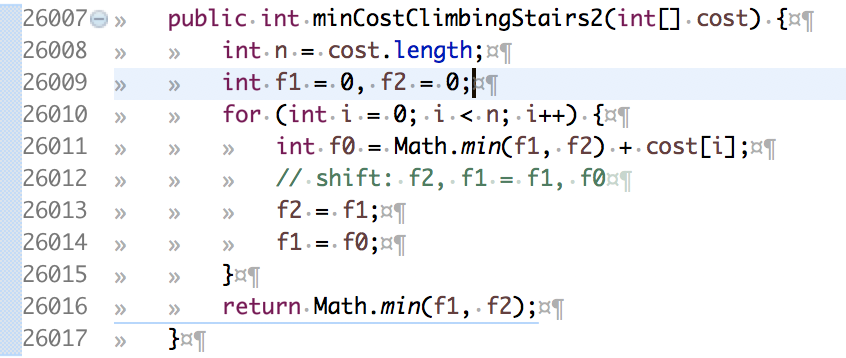 26007 public int minCostClimbingStairs2(int[] cost) {¤¶
26008 » » int n = cost.length;¤¶
26009 » » int f1 = 0, f2 = 0;¤¶
26010 » » for (int i = 0; i < n; i++) {¤¶
26011 » » » int f0 = Math.min(f1, f2) + cost[i];¤¶
26012 » » » // shift: f2, f1 = f1, f0¤¶
26013 » » » f2 = f1;¤¶
26014 » » » f1 = f0;¤¶
26015 » » }¤¶
26016 » » return Math.min(f1, f2);¤¶
26017 » }¤¶